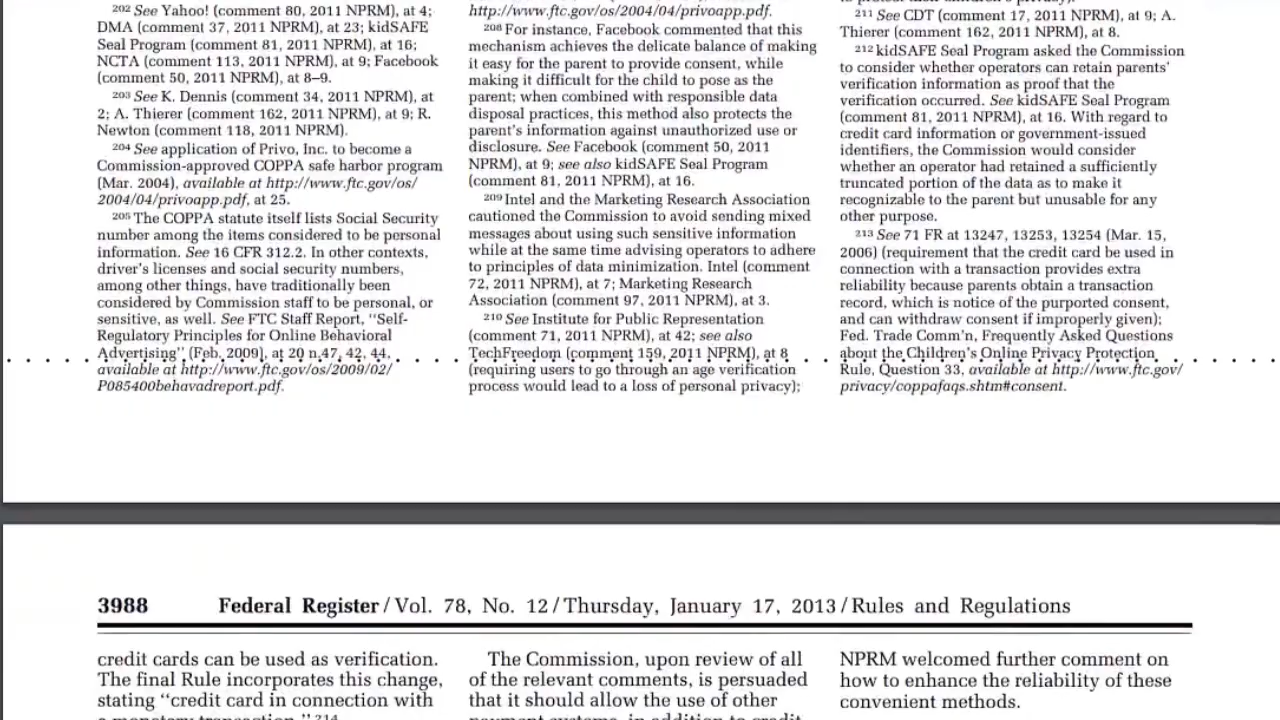 202 See Yahoo! (comment 80, 2011 NPRM), at 4;
DMA (comment 37, 2011 NPRM), at 23; kidSAFE
Seal Program (comment 81, 2011 NPRM), at 16;
NCTA (comment 113, 2011 NPRM), at 9; Facebook
(comment 50, 2011 NPRM), at 8–9.
203 See K. Dennis (comment 34, 2011 NPRM), at
2; A. Thierer (comment 162, 2011 NPRM), at 9; R.
Newton (comment 118, 2011 NPRM).
204 See application of Privo, Inc. to become a
Commission-approved COPPA safe harbor program
(Mar. 2004), available at http://www.ftc.gov/os/
2004/04/privoapp.pdf, at 25.
205 The COPPA statute itself lists Social Security
number among the items considered to be personal
information. See 16 CFR 312.2. In other contexts,
driver's licenses and social security numbers,
among other things, have traditionally been
considered by Commission staff to be personal, or
sensitive, as well. See FTC Staff Report, "Self-
Regulatory Principles for Online Behavioral
Advertising" (Feb. 2009), at 20 n.47, 42, 44,
available at http://www.ftc.gov/os/2009/02/
P085400behavadreport.pdf.
http://www.ftc.gov/os/2004/04/privoapp.pdf.
208 For instance, Facebook commented that this
mechanism achieves the delicate balance of making
it easy for the parent to provide consent, while
making it difficult for the child to pose as the
parent; when combined with responsible data
disposal practices, this method also protects the
parent's information against unauthorized use or
disclosure. See Facebook (comment 50, 2011
NPRM), at 9; see also kidSAFE Seal Program
(comment 81, 2011 NPRM), at 16.
209 Intel and the Marketing Research Association
cautioned the Commission to avoid sending mixed
messages about using such sensitive information
while at the same time advising operators to adhere
to principles of data minimization. Intel (comment
72, 2011 NPRM), at 7; Marketing Research
Association (comment 97, 2011 NPRM), at 3.
210 See Institute for Public Representation
(comment 71, 2011 NPRM), at 42; see also
TechFreedom (comment 159, 2011 NPRM), at 8
(requiring users to go through an age verification
process would lead to a loss of personal privacy);
211 See CDT (comment 17, 2011 NPRM), at 9; A.
Thierer (comment 162, 2011 NPRM), at 8.
212 kidSAFE Seal Program asked the Commission
to consider whether operators can retain parents'
verification information as proof that the
verification occurred. See kidSAFE Seal Program
(comment 81, 2011 NPRM), at 16. With regard to
credit card information or government-issued
identifiers, the Commission would consider
whether an operator had retained a sufficiently
truncated portion of the data as to make it
recognizable to the parent but unusable for any
other purpose.
213 See 71 FR at 13247, 13253, 13254 (Mar. 15,
2006) (requirement that the credit card be used in
connection with a transaction provides extra
reliability because parents obtain a transaction
record, which is notice of the purported consent,
and can withdraw consent if improperly given);
Fed. Trade Comm'n, Frequently Asked Questions
about the Children's Online Privacy Protection
Rule, Question 33, available at http://www.ftc.gov/
privacy/coppafaqs.shtm#consent.
3988 Federal Register / Vol. 78, No. 12 / Thursday, January 17, 2013 / Rules and Regulations
credit cards can be used as verification.
The final Rule incorporates this change,
stating "credit card in connection with
The Commission, upon review of all
of the relevant comments, is persuaded
that it should allow the use of other
NPRM welcomed further comment on
how to enhance the reliability of these
convenient methods.